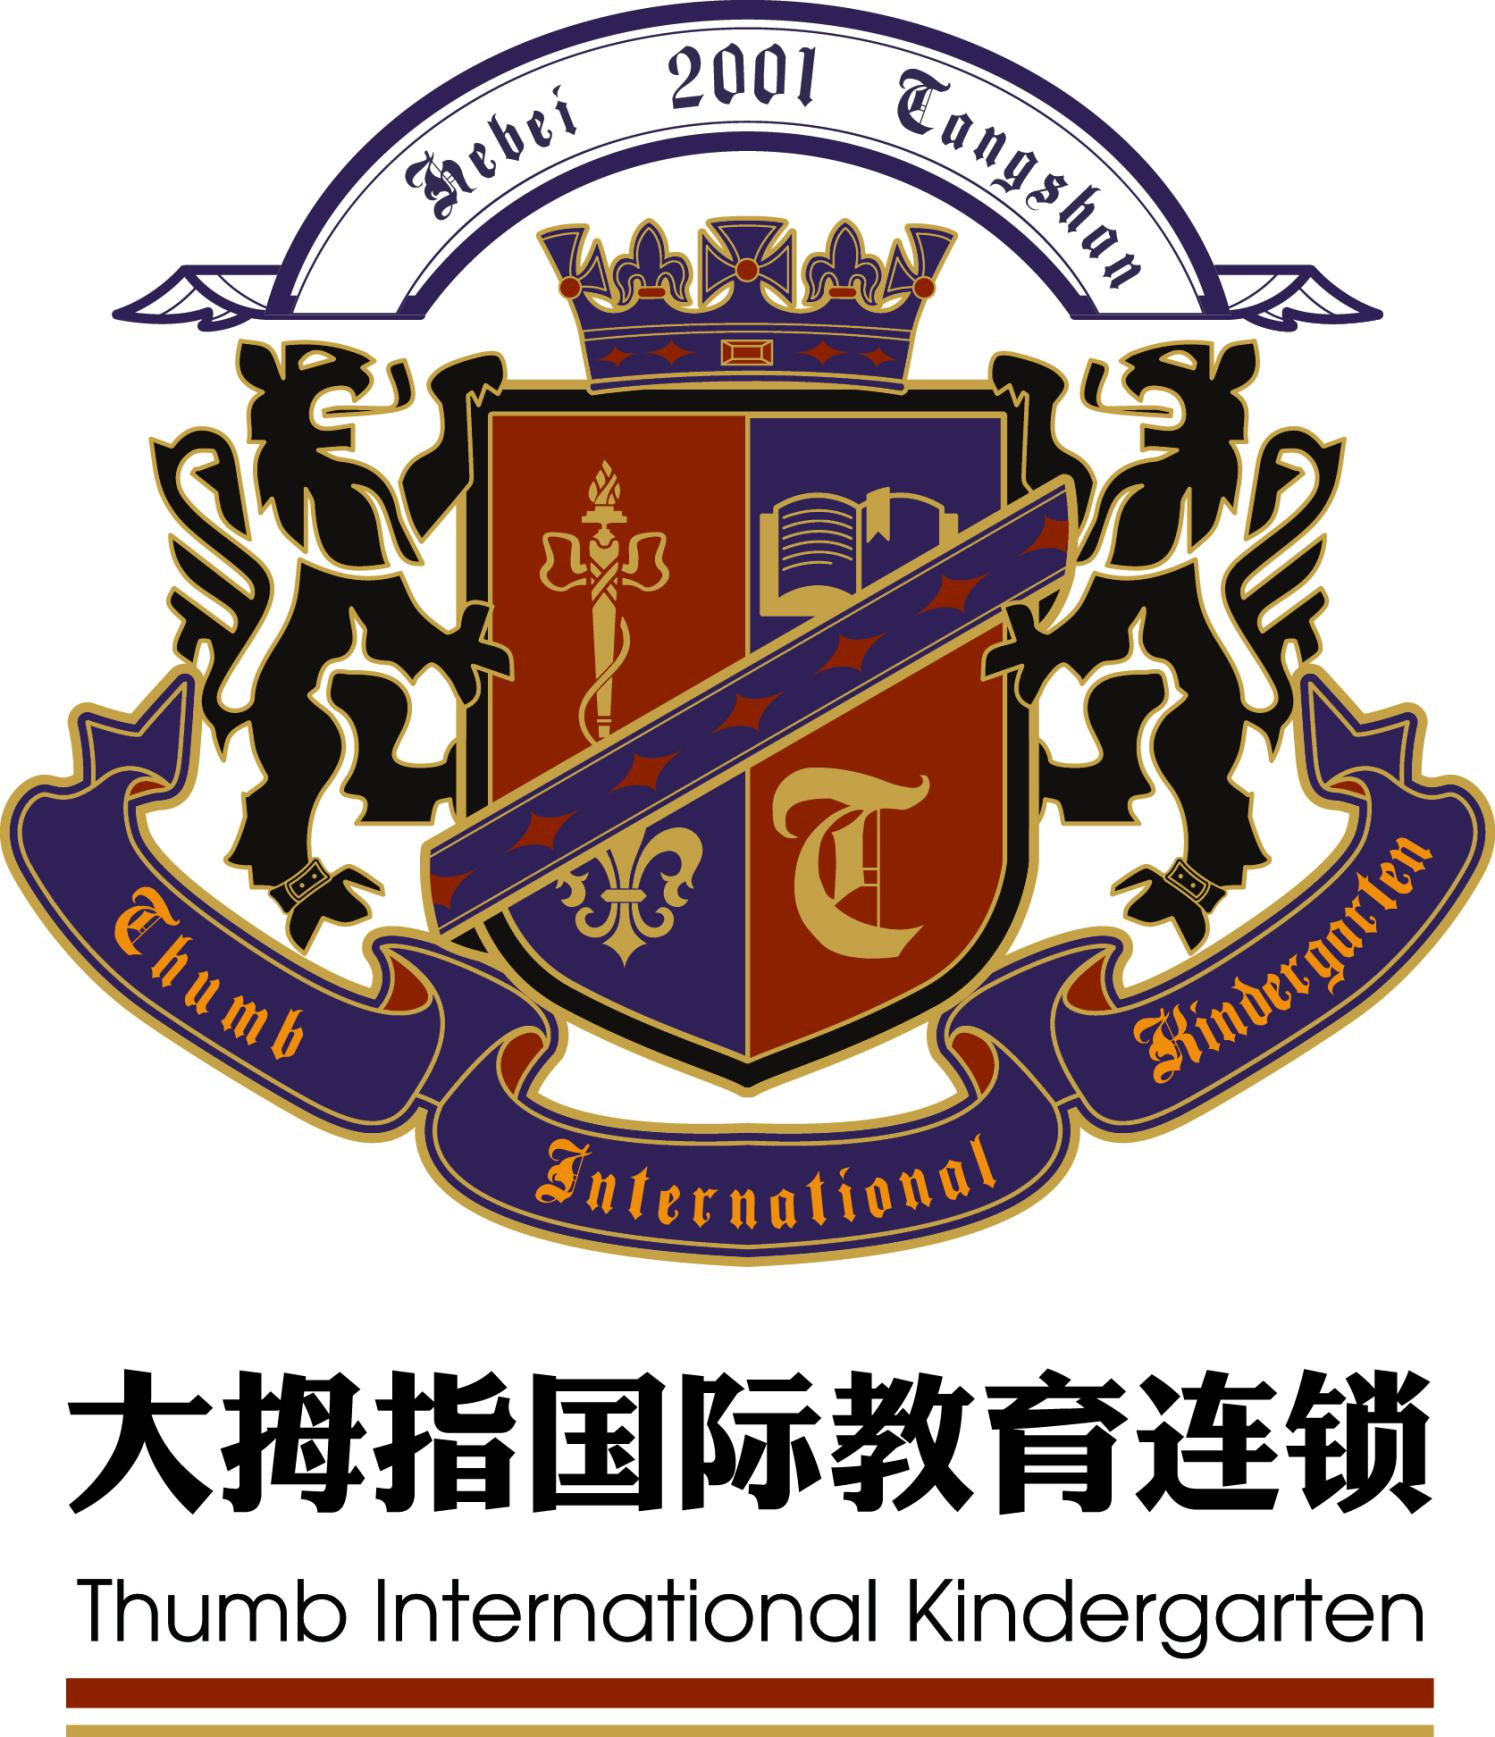 Hebei 2001 Tangshan
T
Thumb International Kindergarten
大拇指国际教育连锁
Thumb International Kindergarten